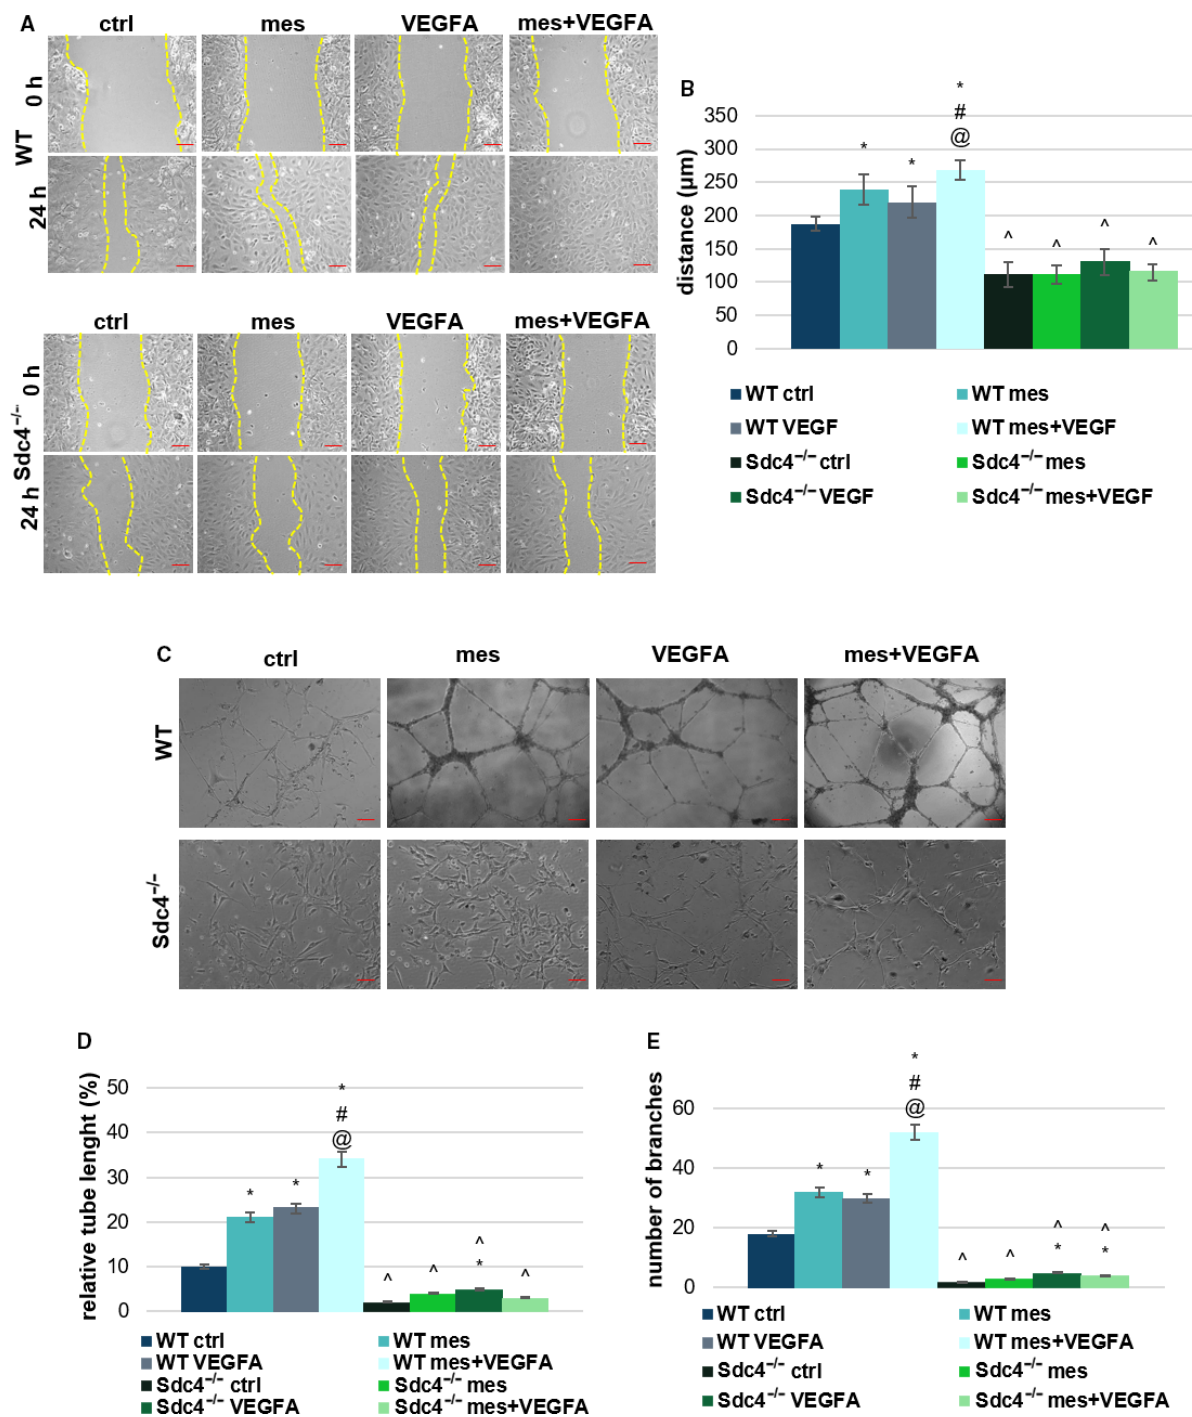 A
ctrl
mes
VEGFA
mes+VEGFA
WT
0 h
24 h
ctrl
mes
VEGFA
mes+VEGFA
Sdc4⁻/⁻
0 h
24 h
B
distance (µm)
350
300
250
200
150
100
50
0
*
*
*
#
@
^
^
^
^
WT ctrl
WT mes
WT VEGF
WT mes+VEGF
Sdc4⁻/⁻ ctrl
Sdc4⁻/⁻ mes
Sdc4⁻/⁻ VEGF
Sdc4⁻/⁻ mes+VEGF
C
ctrl
mes
VEGFA
mes+VEGFA
WT
Sdc4⁻/⁻
D
relative tube lenght (%)
50
40
30
20
10
0
*
*
*
#
@
^
^
^
*
^
WT ctrl
WT mes
WT VEGFA
WT mes+VEGFA
Sdc4⁻/⁻ ctrl
Sdc4⁻/⁻ mes
Sdc4⁻/⁻ VEGFA
Sdc4⁻/⁻ mes+VEGFA
E
number of branches
60
40
20
0
*
*
*
#
@
^
^
^
*
^
*
WT ctrl
WT mes
WT VEGFA
WT mes+VEGFA
Sdc4⁻/⁻ ctrl
Sdc4⁻/⁻ mes
Sdc4⁻/⁻ VEGFA
Sdc4⁻/⁻ mes+VEGFA